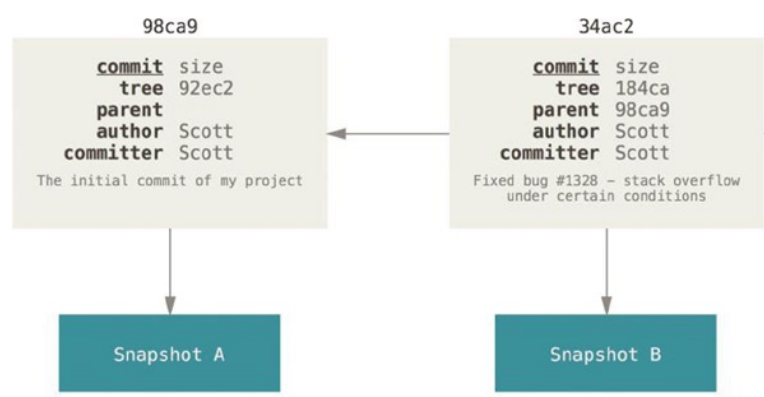 98ca9
commit size
tree 92ec2
parent
author Scott
committer Scott
The initial commit of my project
Snapshot A
34ac2
commit size
tree 184ca
parent 98ca9
author Scott
committer Scott
Fixed bug #1328 – stack overflow
under certain conditions
Snapshot B